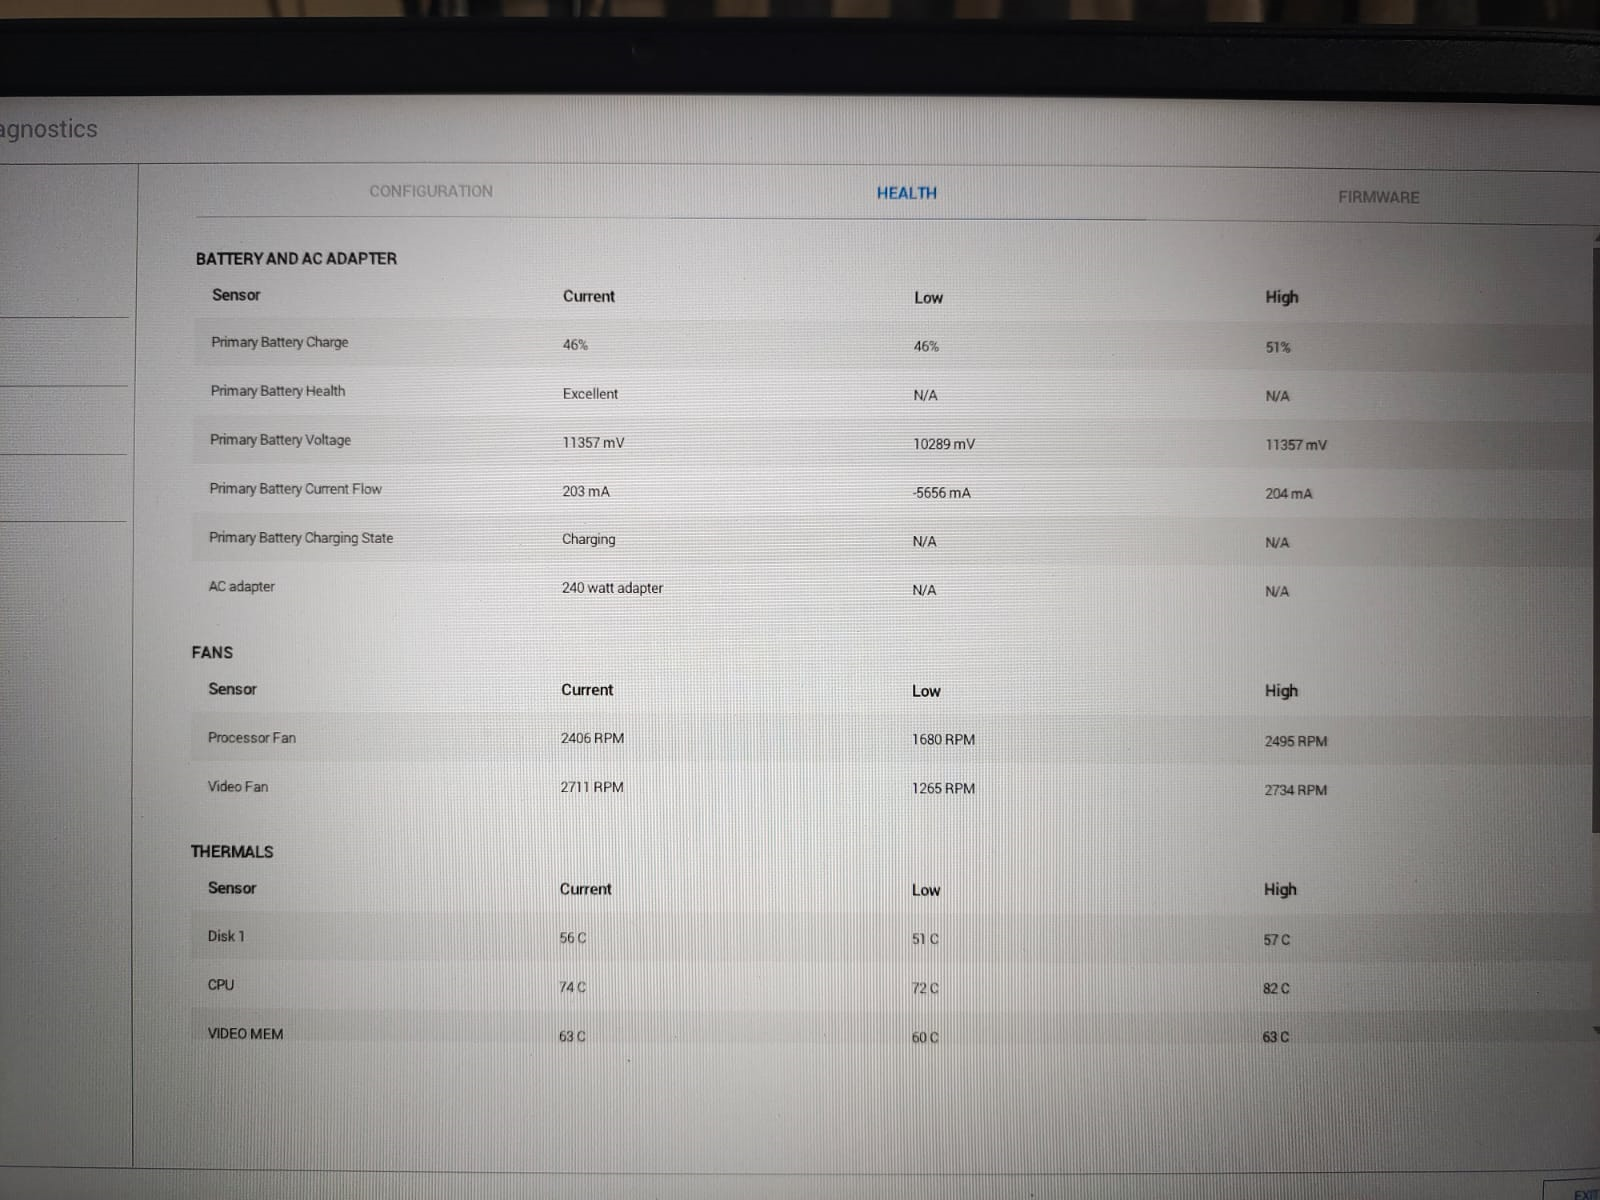 agnostics
CONFIGURATION HEALTH FIRMWARE
BATTERY AND AC ADAPTER
Sensor Current Low High
Primary Battery Charge 46% 46% 51%
Primary Battery Health Excellent N/A N/A
Primary Battery Voltage 11357 mV 10289 mV 11357 mV
Primary Battery Current Flow 203 mA -5656 mA 204 mA
Primary Battery Charging State Charging N/A N/A
AC adapter 240 watt adapter N/A N/A
FANS
Sensor Current Low High
Processor Fan 2406 RPM 1680 RPM 2495 RPM
Video Fan 2711 RPM 1265 RPM 2734 RPM
THERMALS
Sensor Current Low High
Disk 1 56 C 51 C 57 C
CPU 74 C 72 C 82 C
VIDEO MEM 63 C 60 C 63 C